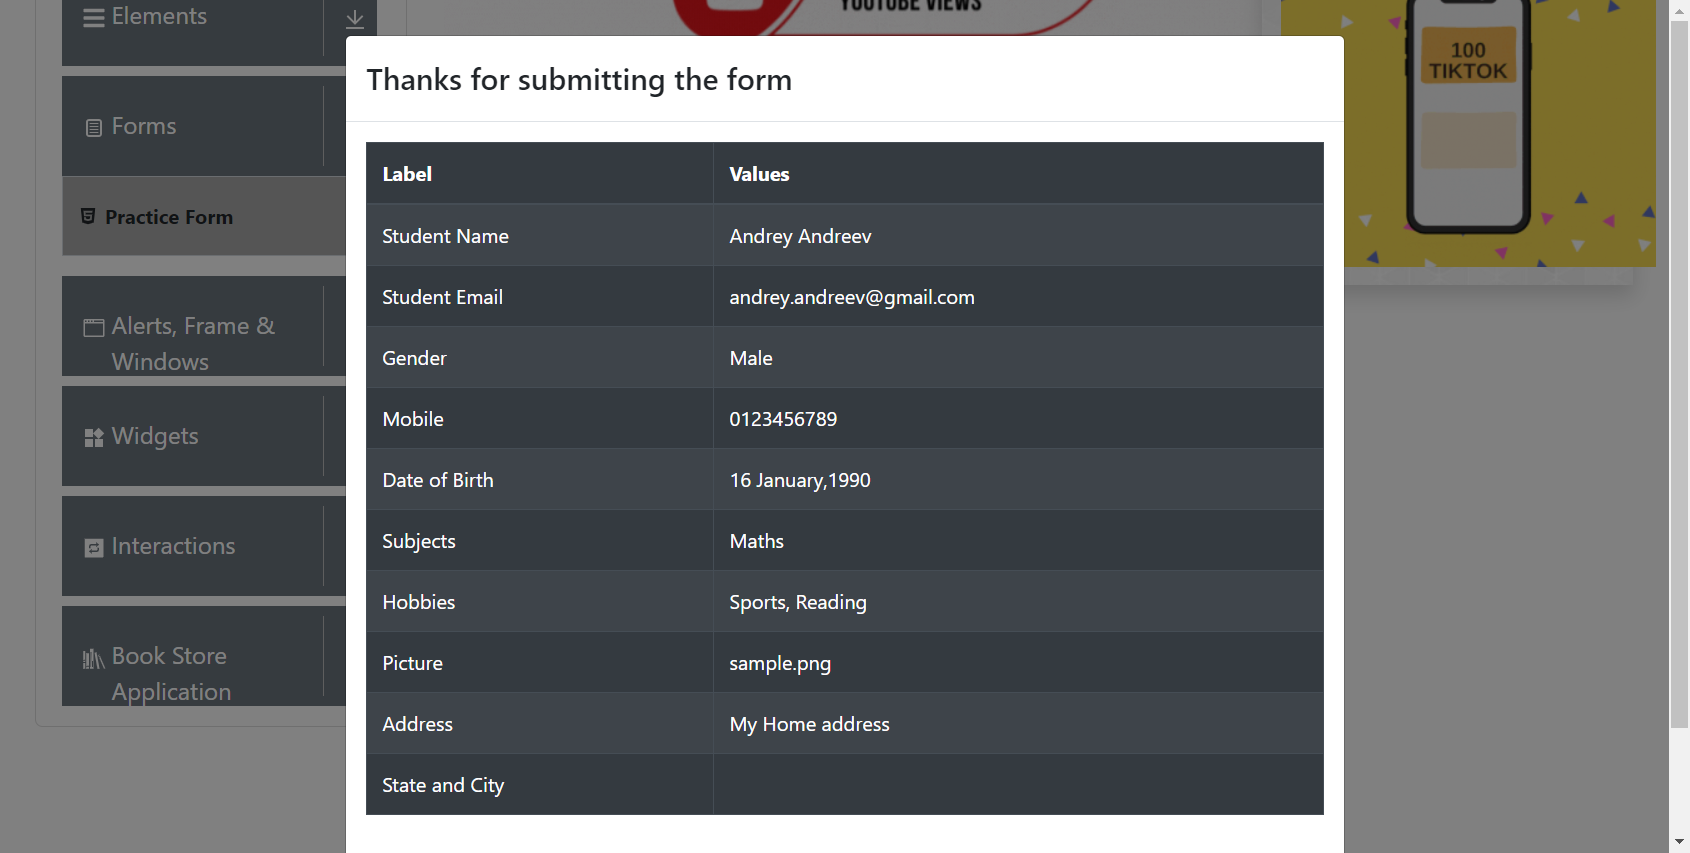 Elements
YOUTUBE VIEWS
100
TIKTOK
Thanks for submitting the form
Forms
Practice Form
Alerts, Frame &
Windows
Widgets
Interactions
Book Store
Application
Label Values
Student Name Andrey Andreev
Student Email andrey.andreev@gmail.com
Gender Male
Mobile 0123456789
Date of Birth 16 January,1990
Subjects Maths
Hobbies Sports, Reading
Picture sample.png
Address My Home address
State and City